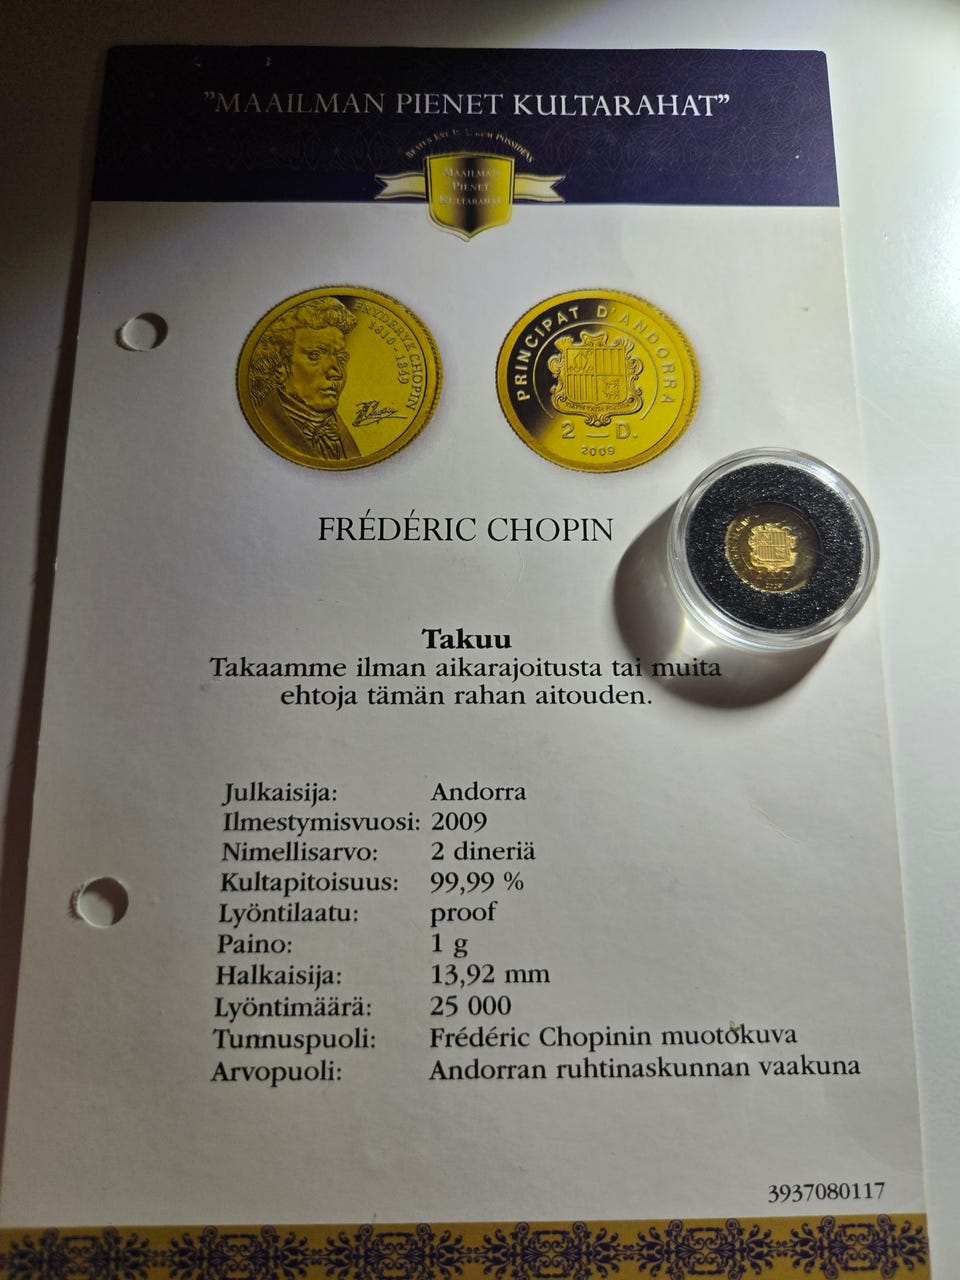 "MAAILMAN PIENET KULTARAHAT"
MAAILMAN
PIENET
KULTARAHAT
FRYDERYK CHOPIN
1810 - 1849
PRINCIPAT D'ANDORRA
2 — D.
2009
FRÉDÉRIC CHOPIN
Takuu
Takaamme ilman aikarajoitusta tai muita
ehtoja tämän rahan aitouden.
Julkaisija: Andorra
Ilmestymisvuosi: 2009
Nimellisarvo: 2 dineriä
Kultapitoisuus: 99,99 %
Lyöntilaatu: proof
Paino: 1 g
Halkaisija: 13,92 mm
Lyöntimäärä: 25 000
Tunnuspuoli: Frédéric Chopinin muotokuva
Arvopuoli: Andorran ruhtinaskunnan vaakuna
3937080117